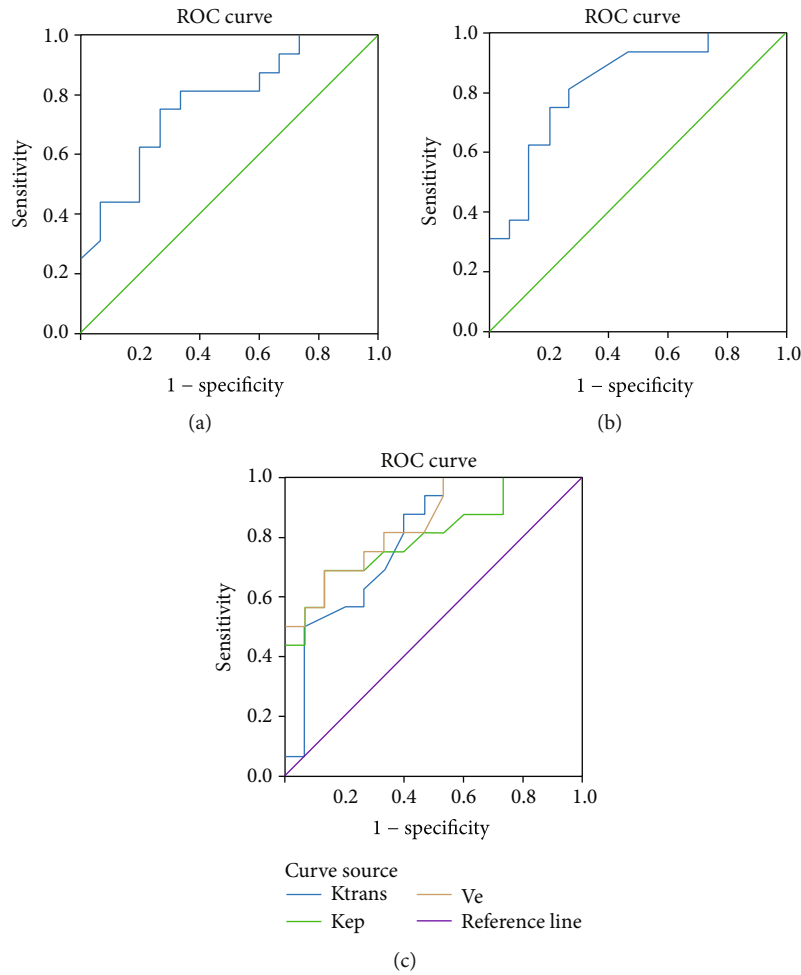 ROC curve
1.0
0.8
0.6
0.4
0.2
0.0
Sensitivity
0.2 0.4 0.6 0.8 1.0
1 − specificity
(a)
ROC curve
1.0
0.8
0.6
0.4
0.2
0.0
Sensitivity
0.2 0.4 0.6 0.8 1.0
1 − specificity
(b)
ROC curve
1.0
0.8
0.6
0.4
0.2
0.0
Sensitivity
0.2 0.4 0.6 0.8 1.0
1 − specificity
Curve source
Ktrans Ve
Kep Reference line
(c)